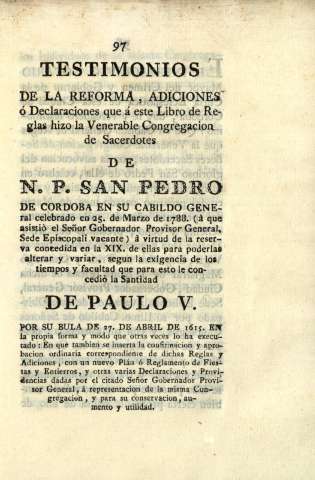 97
TESTIMONIOS
DE LA REFORMA, ADICIONES
ó Declaraciones que á este Libro de Re-
glas hizo la Venerable Congregacion
de Sacerdotes
DE
N. P. SAN PEDRO
DE CORDOBA EN SU CABILDO GENE-
ral celebrado en 25. de Marzo de 1788. (á que
asistió el Señor Gobernador Provisor General,
Sede Episcopali vacante) á virtud de la reser-
va concedida en la XIX. de ellas para poderlas
alterar y variar, segun la exigencia de los
tiempos y facultad que para esto le con-
cedió la Santidad
DE PAULO V.
POR SU BULA DE 27. DE ABRIL DE 1615. EN
la propia forma y modo que otras veces lo ha execu-
tado: En que tambien se inserta la confirmacion y apro-
bacion ordinaria correspondiente de dichas Reglas y
Adiciones, con un nuevo Plan ó Reglamento de Fies-
tas y Entierros, y otras varias Declaraciones y Provi-
dencias dadas por el citado Señor Gobernador Provi-
sor General, á representacion de la misma Con-
gregacion, y para su conservacion, au-
mento y utilidad.